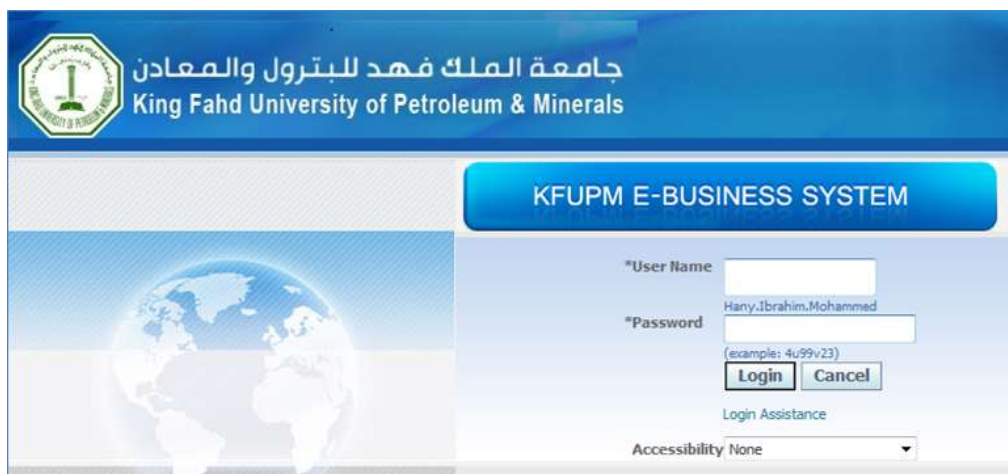 جامعة الملك فهد للبترول والمعادن
King Fahd University of Petroleum & Minerals
KFUPM E-BUSINESS SYSTEM
*User Name
Hany.Ibrahim.Mohammed
*Password
(example: 4u99v23)
Login Cancel
Login Assistance
Accessibility None